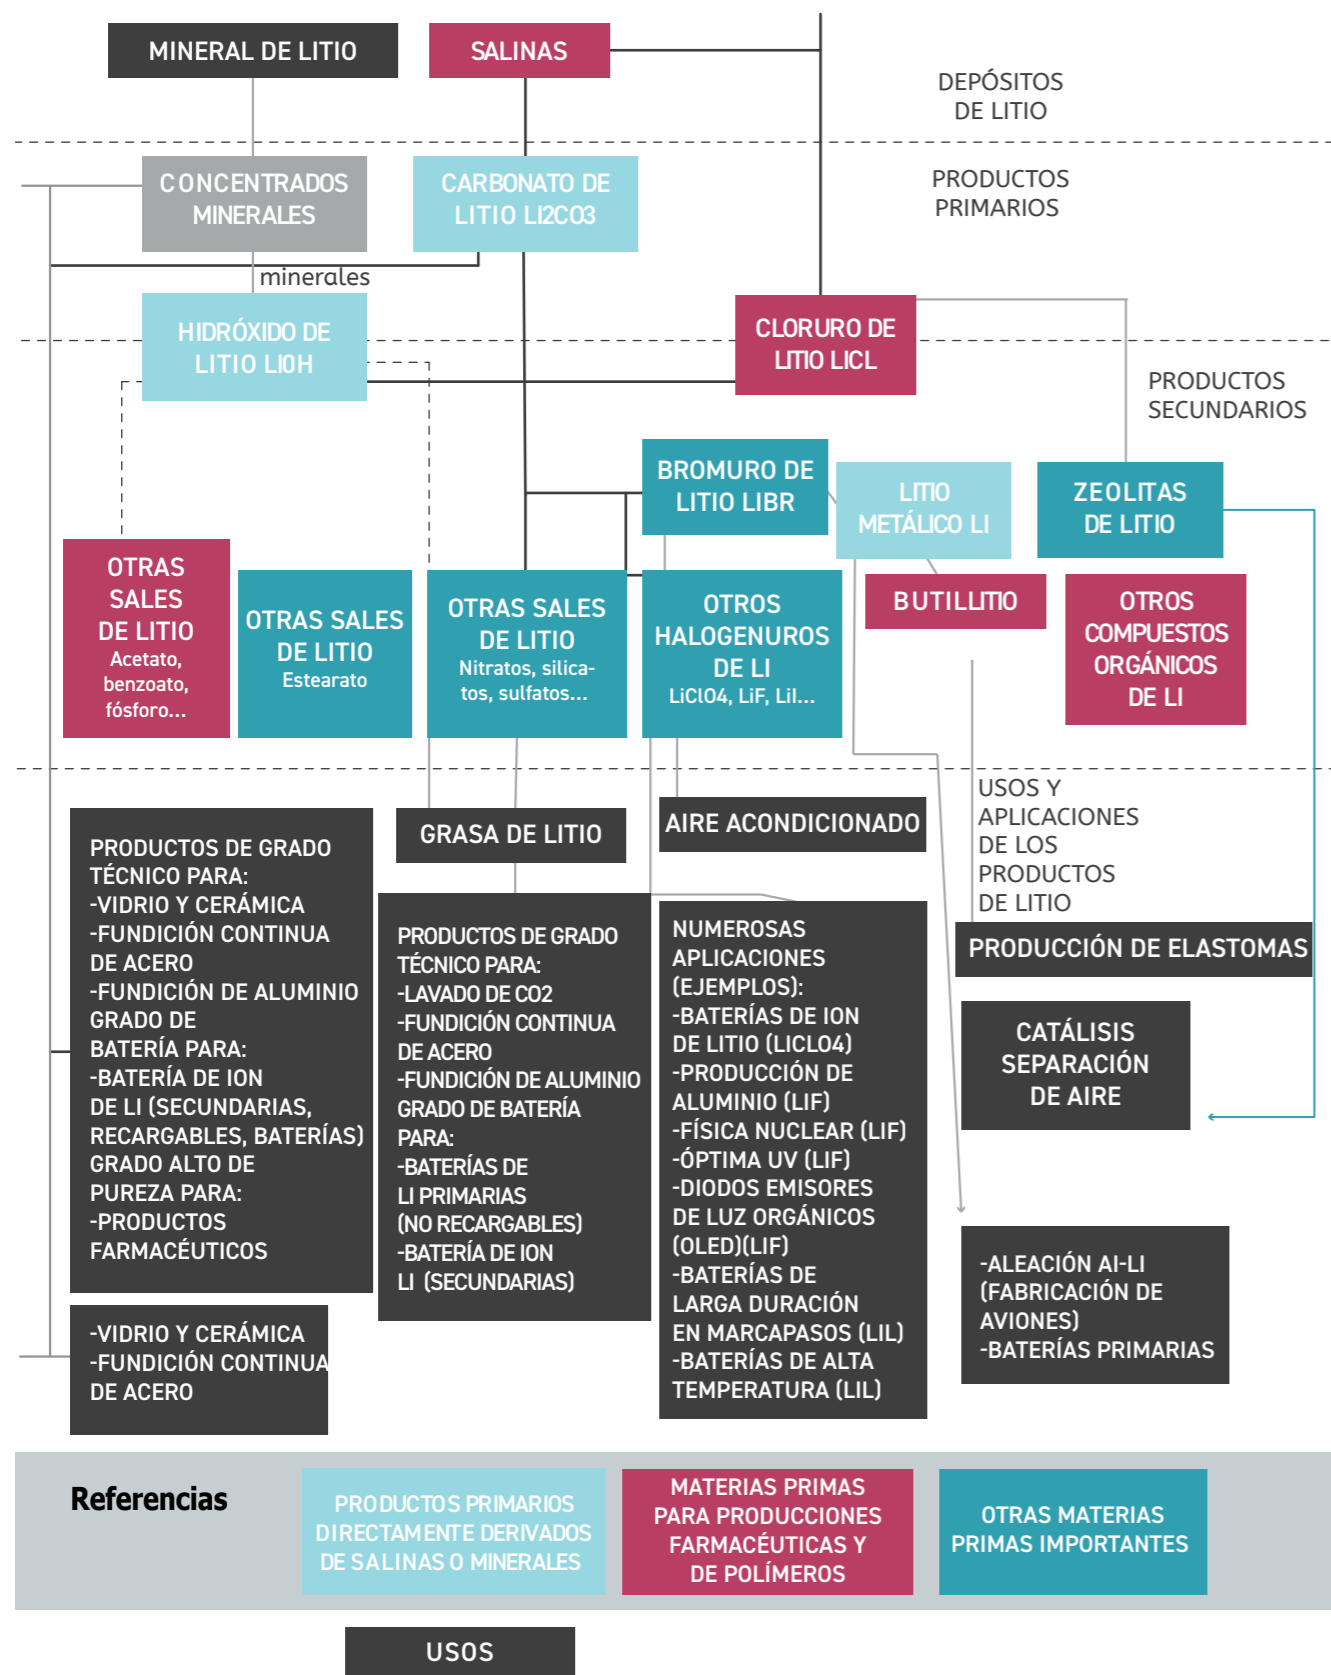 MINERAL DE LITIO
SALINAS
DEPÓSITOS
DE LITIO
CONCENTRADOS
MINERALES
CARBONATO DE
LITIO LI2CO3
PRODUCTOS
PRIMARIOS
minerales
HIDRÓXIDO DE
LITIO LI0H
CLORURO DE
LITIO LICL
PRODUCTOS
SECUNDARIOS
BROMURO DE
LITIO LIBR
LITIO
METÁLICO LI
ZEOLITAS
DE LITIO
OTRAS
SALES
DE LITIO
Acetato,
benzoato,
fósforo...
OTRAS SALES
DE LITIO
Estearato
OTRAS SALES
DE LITIO
Nitratos, silica-
tos, sulfatos...
OTROS
HALOGENUROS
DE LI
LiClO4, LiF, LiI...
BUTILLITIO
OTROS
COMPUESTOS
ORGÁNICOS
DE LI
USOS Y
APLICACIONES
DE LOS
PRODUCTOS
DE LITIO
PRODUCTOS DE GRADO
TÉCNICO PARA:
-VIDRIO Y CERÁMICA
-FUNDICIÓN CONTINUA
DE ACERO
-FUNDICIÓN DE ALUMINIO
GRADO DE
BATERÍA PARA:
-BATERÍA DE ION
DE LI (SECUNDARIAS,
RECARGABLES, BATERÍAS)
GRADO ALTO DE
PUREZA PARA:
-PRODUCTOS
FARMACÉUTICOS
-VIDRIO Y CERÁMICA
-FUNDICIÓN CONTINUA
DE ACERO
GRASA DE LITIO
PRODUCTOS DE GRADO
TÉCNICO PARA:
-LAVADO DE CO2
-FUNDICIÓN CONTINUA
DE ACERO
-FUNDICIÓN DE ALUMINIO
GRADO DE BATERÍA
PARA:
-BATERÍAS DE
LI PRIMARIAS
(NO RECARGABLES)
-BATERÍA DE ION
LI (SECUNDARIAS)
AIRE ACONDICIONADO
NUMEROSAS
APLICACIONES
(EJEMPLOS):
-BATERÍAS DE ION
DE LITIO (LICLO4)
-PRODUCCIÓN DE
ALUMINIO (LIF)
-FÍSICA NUCLEAR (LIF)
-ÓPTIMA UV (LIF)
-DIODOS EMISORES
DE LUZ ORGÁNICOS
(OLED)(LIF)
-BATERÍAS DE
LARGA DURACIÓN
EN MARCAPASOS (LIL)
-BATERÍAS DE ALTA
TEMPERATURA (LIL)
PRODUCCIÓN DE ELASTOMAS
CATÁLISIS
SEPARACIÓN
DE AIRE
-ALEACIÓN AI-LI
(FABRICACIÓN DE
AVIONES)
-BATERÍAS PRIMARIAS
Referencias
PRODUCTOS PRIMARIOS
DIRECTAMENTE DERIVADOS
DE SALINAS O MINERALES
MATERIAS PRIMAS
PARA PRODUCCIONES
FARMACÉUTICAS Y
DE POLÍMEROS
OTRAS MATERIAS
PRIMAS IMPORTANTES
USOS